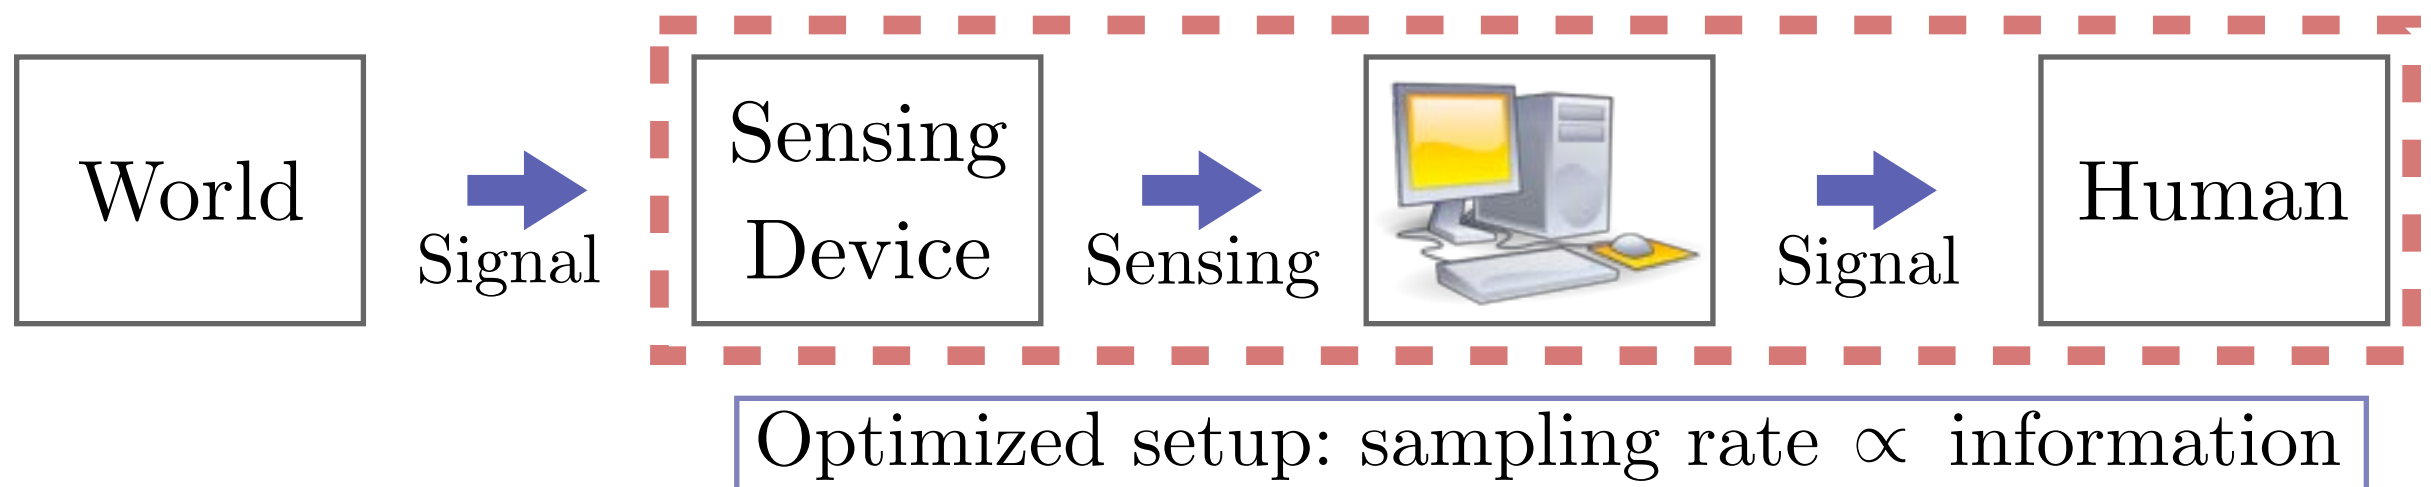 World
Signal
Sensing
Device
Sensing
Signal
Human
Optimized setup: sampling rate ∝ information